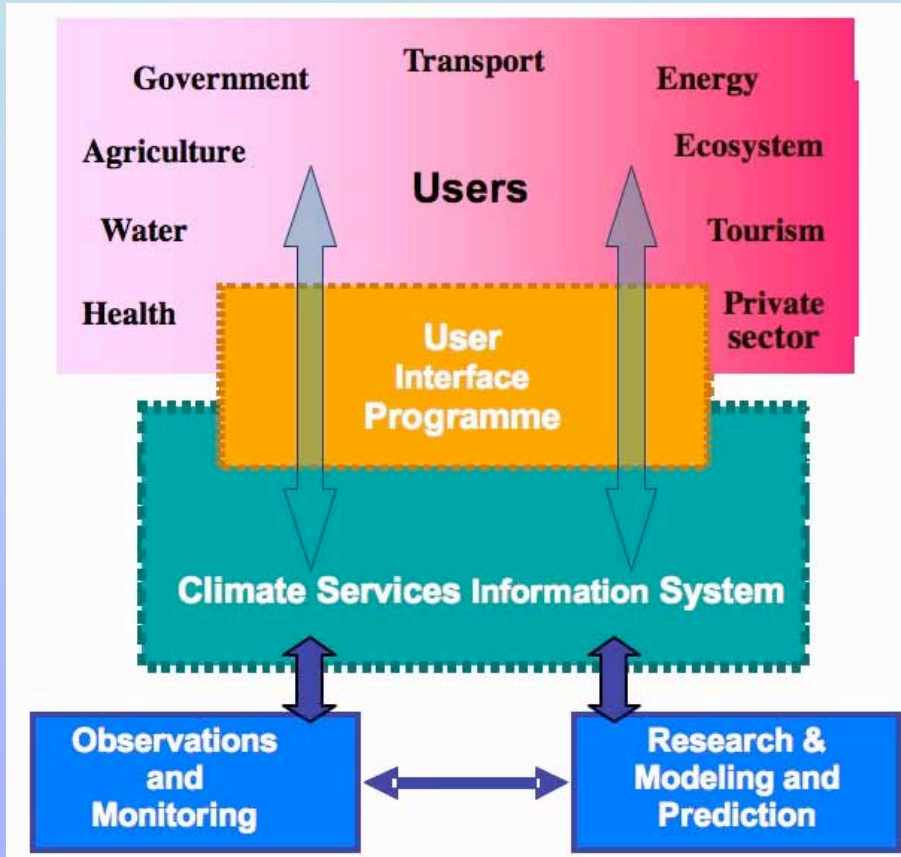 Government
Transport
Energy
Agriculture
Ecosystem
Users
Water
Tourism
Health
Private
sector
User
Interface
Programme
Climate Services Information System
Observations
and
Monitoring
Research &
Modeling and
Prediction